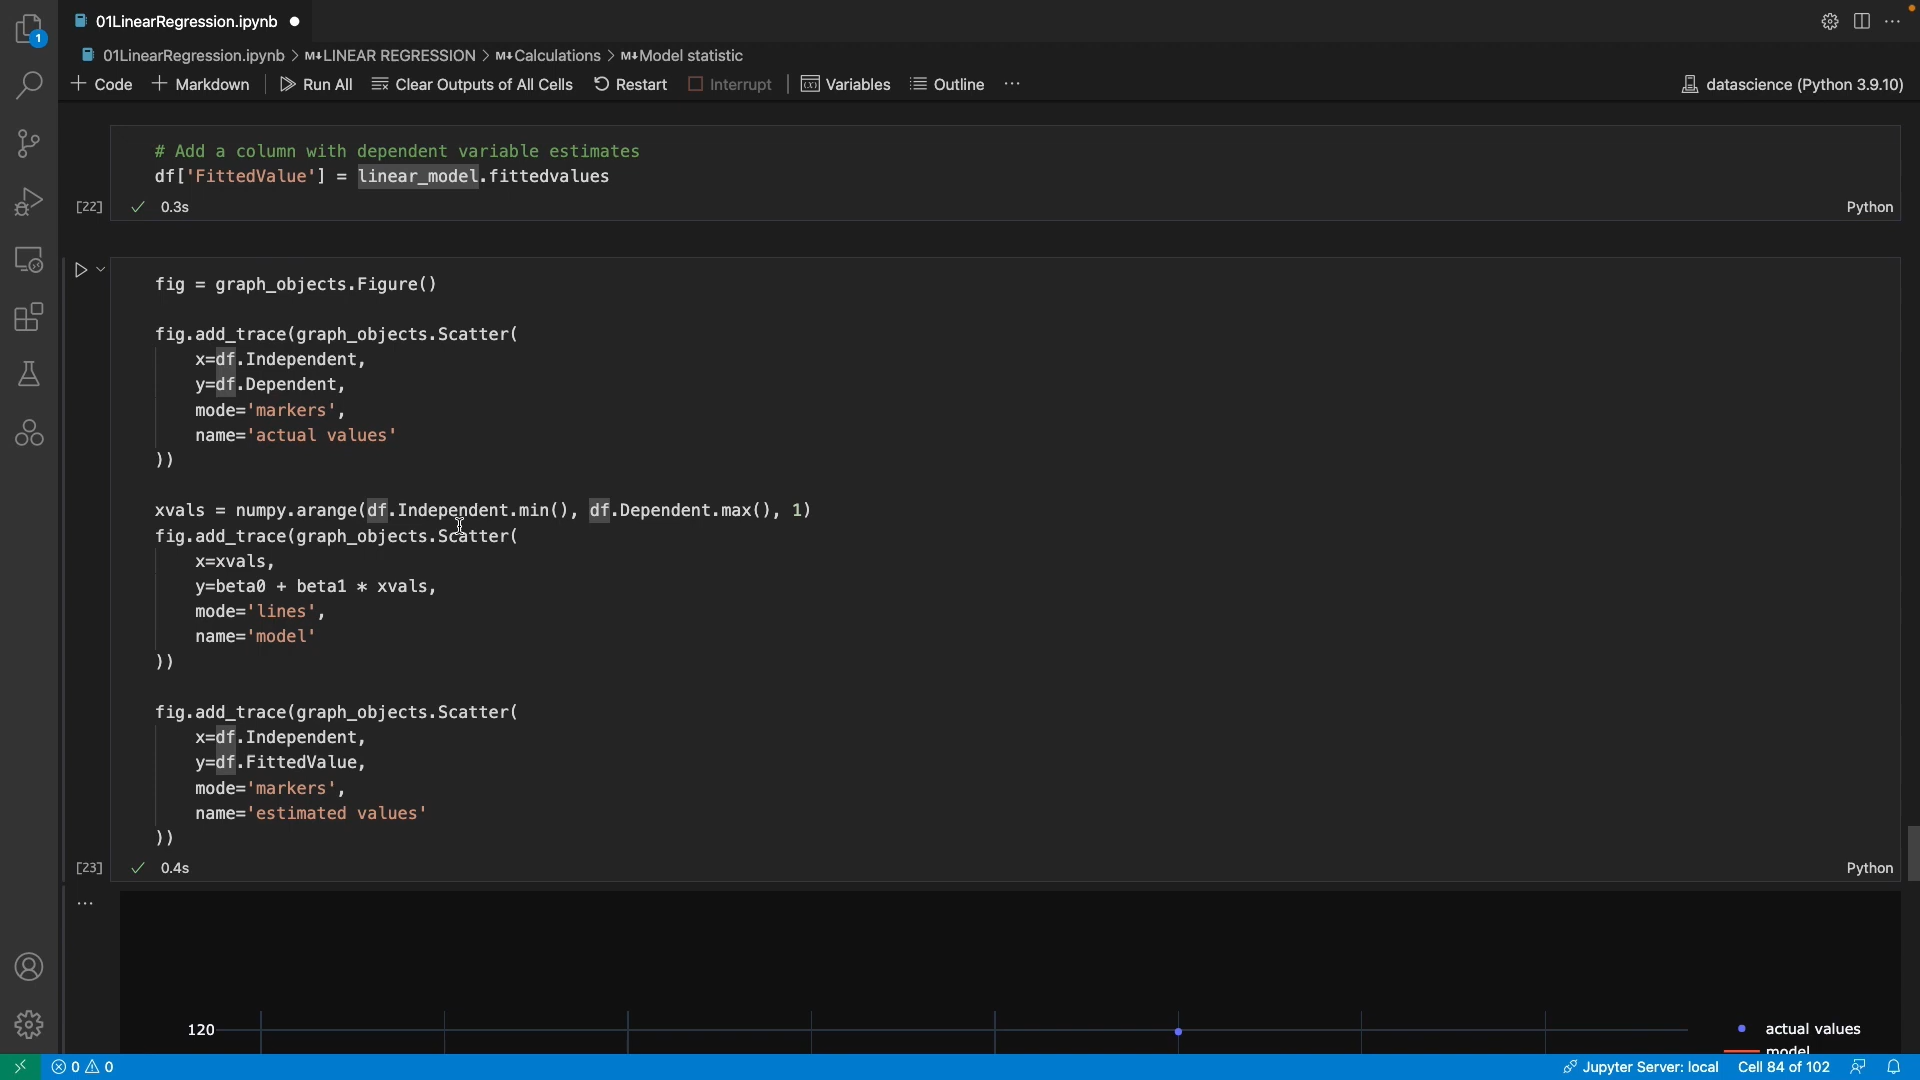 01LinearRegression.ipynb
01LinearRegression.ipynb > M↓LINEAR REGRESSION > M↓Calculations > M↓Model statistic
+ Code + Markdown Run All Clear Outputs of All Cells Restart Interrupt Variables Outline ··· datascience (Python 3.9.10)
1
# Add a column with dependent variable estimates
df['FittedValue'] = linear_model.fittedvalues
[22] ✓ 0.3s Python
fig = graph_objects.Figure()
fig.add_trace(graph_objects.Scatter(
x=df.Independent,
y=df.Dependent,
mode='markers',
name='actual values'
))
xvals = numpy.arange(df.Independent.min(), df.Dependent.max(), 1)
fig.add_trace(graph_objects.Scatter(
x=xvals,
y=beta0 + beta1 * xvals,
mode='lines',
name='model'
))
fig.add_trace(graph_objects.Scatter(
x=df.Independent,
y=df.FittedValue,
mode='markers',
name='estimated values'
))
[23] ✓ 0.4s Python
···
120
actual values
model
0 0 Jupyter Server: local Cell 84 of 102